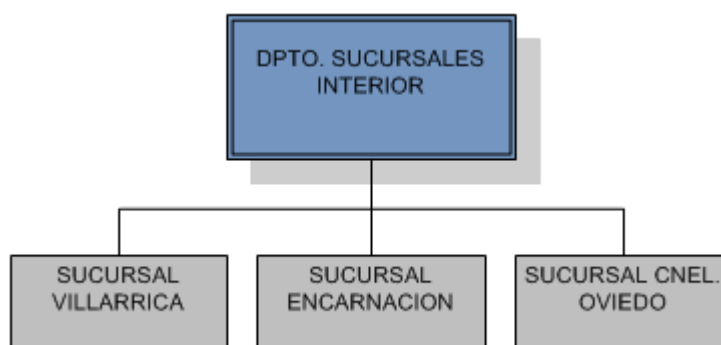 DPTO. SUCURSALES
INTERIOR
SUCURSAL
VILLARRICA
SUCURSAL
ENCARNACION
SUCURSAL CNEL.
OVIEDO